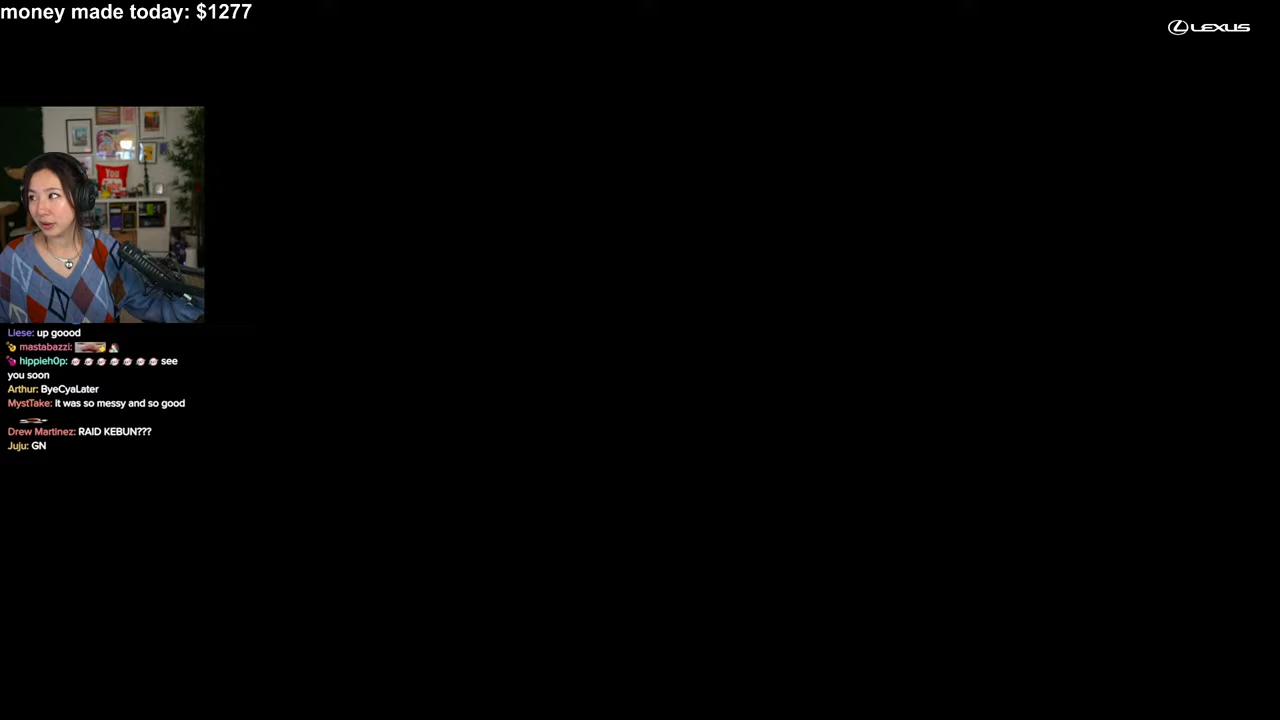 money made today: $1277
LEXUS
You
Liese: up goood
mastabazzi:
hippieh0p: see
you soon
Arthur: ByeCyaLater
MystTake: It was so messy and so good
Drew Martinez: RAID KEBUN???
Juju: GN